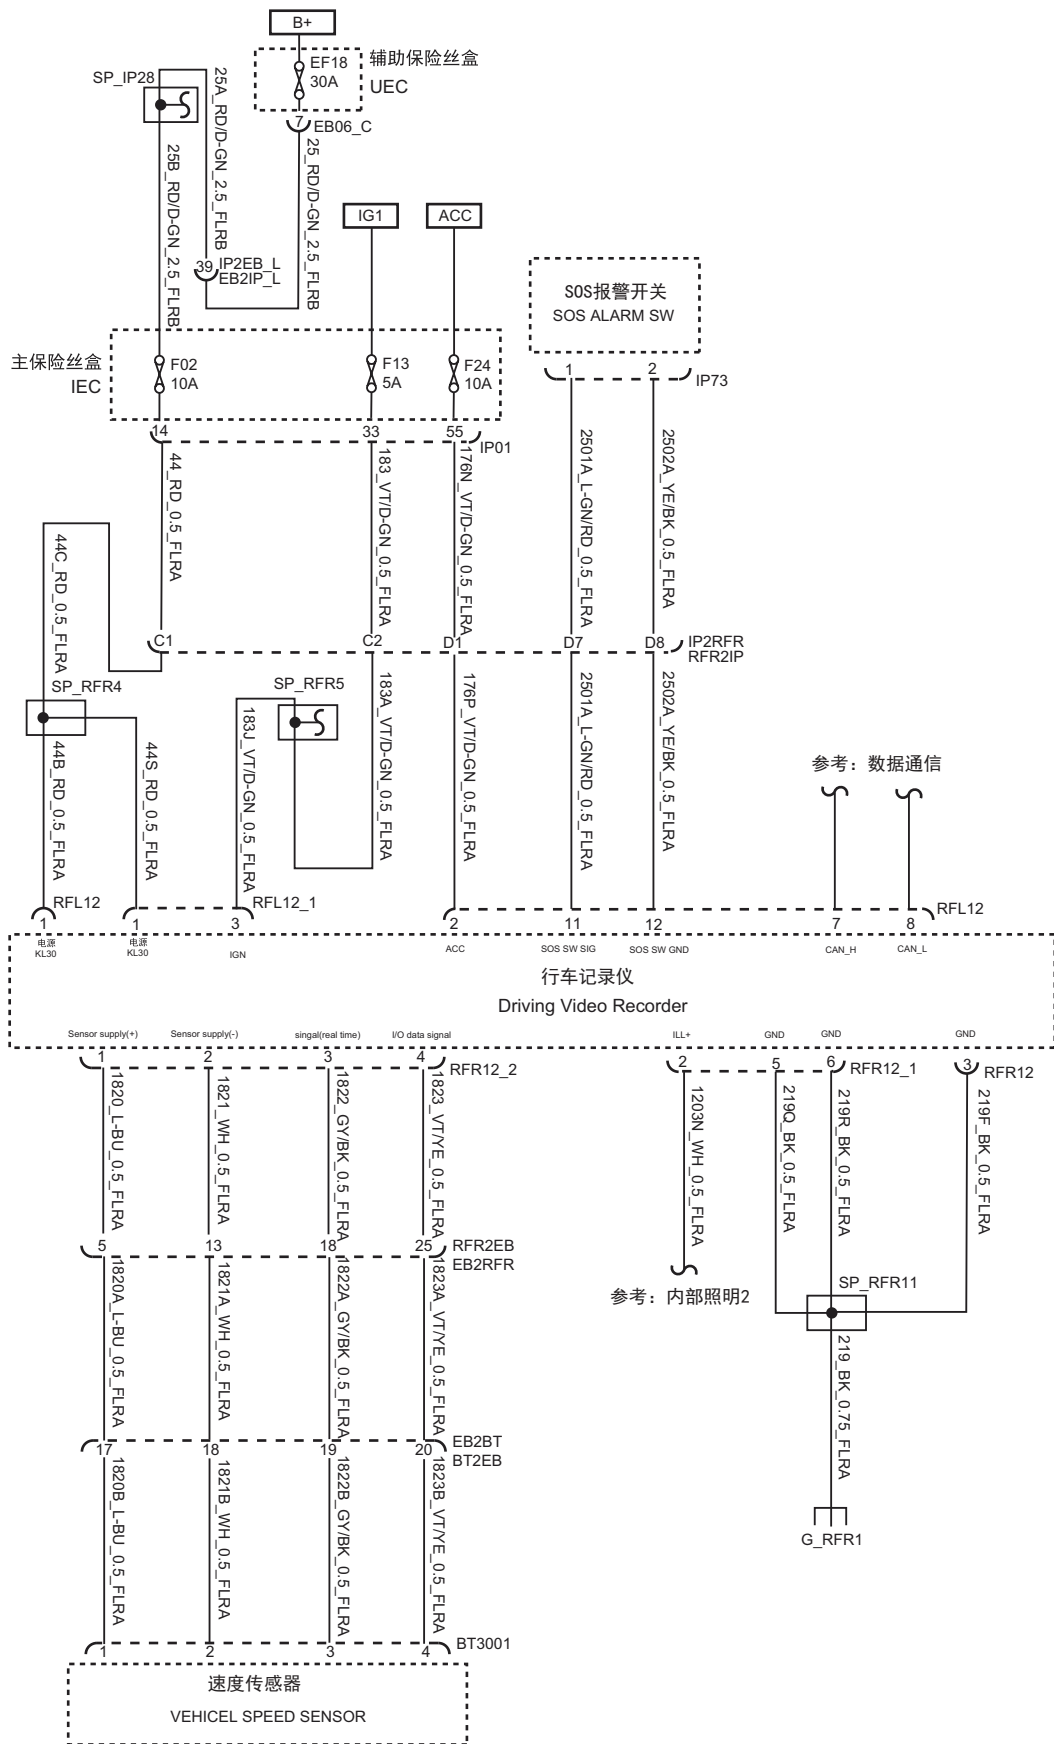 B+
EF18
30A
辅助保险丝盒
UEC
7
EB06_C
SP_IP28
25A_RD/D-GN_2.5_FLRB
25B_RD/D-GN_2.5_FLRB
25_RD/D-GN_2.5_FLRB
39
IP2EB_L
EB2IP_L
IG1
ACC
SOS报警开关
SOS ALARM SW
主保险丝盒
IEC
F02
10A
F13
5A
F24
10A
1
2
IP73
14
33
55
IP01
44_RD_0.5_FLRA
183_VT/D-GN_0.5_FLRA
176N_VT/D-GN_0.5_FLRA
2501A_L-GN/RD_0.5_FLRA
2502A_YE/BK_0.5_FLRA
44C_RD_0.5_FLRA
C1
C2
D1
D7
D8
IP2RFR
RFR2IP
SP_RFR4
SP_RFR5
44B_RD_0.5_FLRA
44S_RD_0.5_FLRA
183J_VT/D-GN_0.5_FLRA
183A_VT/D-GN_0.5_FLRA
176P_VT/D-GN_0.5_FLRA
2501A_L-GN/RD_0.5_FLRA
2502A_YE/BK_0.5_FLRA
参考：数据通信
RFL12
RFL12_1
RFL12
1
1
3
2
11
12
7
8
电源
KL30
电源
KL30
IGN
ACC
SOS SW SIG
SOS SW GND
CAN_H
CAN_L
行车记录仪
Driving Video Recorder
Sensor supply(+)
Sensor supply(-)
singal(real time)
I/O data signal
ILL+
GND
GND
GND
1
2
3
4
RFR12_2
2
5
6
RFR12_1
3
RFR12
1820_L-BU_0.5_FLRA
1821_WH_0.5_FLRA
1822_GY/BK_0.5_FLRA
1823_VT/YE_0.5_FLRA
1203N_WH_0.5_FLRA
219Q_BK_0.5_FLRA
219R_BK_0.5_FLRA
219F_BK_0.5_FLRA
5
13
18
25
RFR2EB
EB2RFR
1820A_L-BU_0.5_FLRA
1821A_WH_0.5_FLRA
1822A_GY/BK_0.5_FLRA
1823A_VT/YE_0.5_FLRA
参考：内部照明2
SP_RFR11
219_BK_0.75_FLRA
17
18
19
20
EB2BT
BT2EB
1820B_L-BU_0.5_FLRA
1821B_WH_0.5_FLRA
1822B_GY/BK_0.5_FLRA
1823B_VT/YE_0.5_FLRA
G_RFR1
1
2
3
4
BT3001
速度传感器
VEHICEL SPEED SENSOR